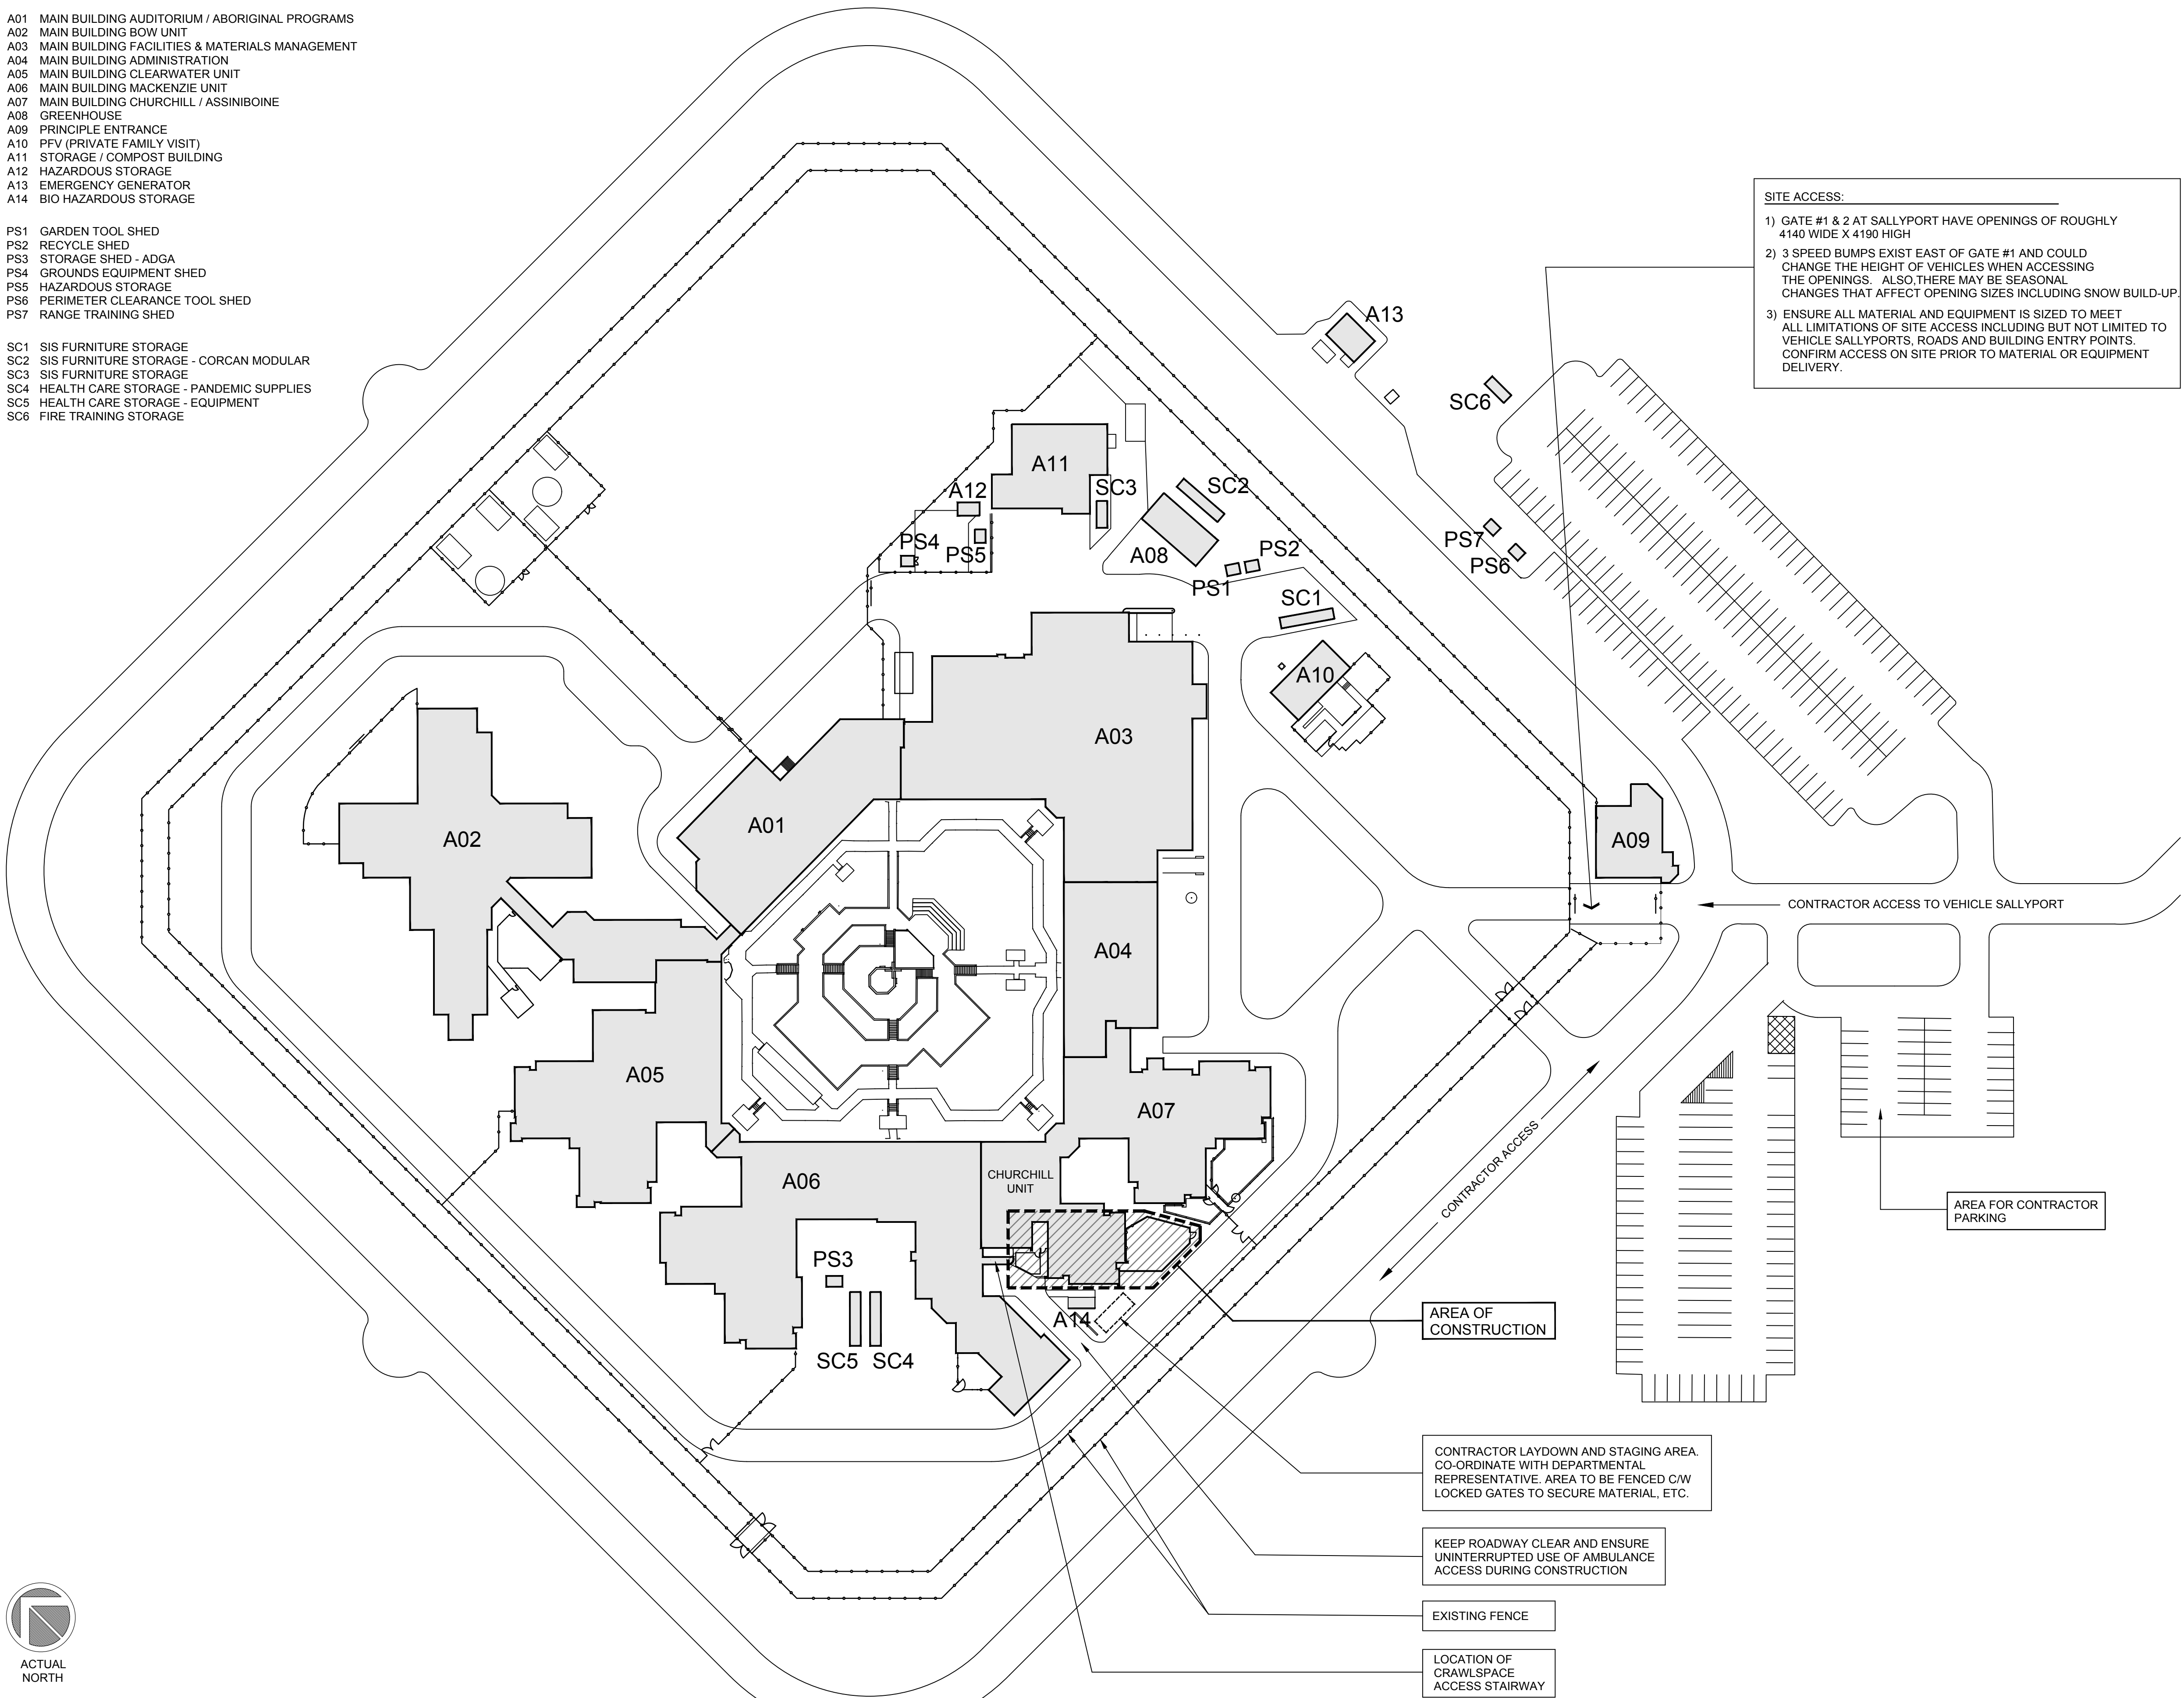 A01 MAIN BUILDING AUDITORIUM / ABORIGINAL PROGRAMS
A02 MAIN BUILDING BOW UNIT
A03 MAIN BUILDING FACILITIES & MATERIALS MANAGEMENT
A04 MAIN BUILDING ADMINISTRATION
A05 MAIN BUILDING CLEARWATER UNIT
A06 MAIN BUILDING MACKENZIE UNIT
A07 MAIN BUILDING CHURCHILL / ASSINIBOINE
A08 GREENHOUSE
A09 PRINCIPLE ENTRANCE
A10 PFV (PRIVATE FAMILY VISIT)
A11 STORAGE / COMPOST BUILDING
A12 HAZARDOUS STORAGE
A13 EMERGENCY GENERATOR
A14 BIO HAZARDOUS STORAGE
PS1 GARDEN TOOL SHED
PS2 RECYCLE SHED
PS3 STORAGE SHED - ADGA
PS4 GROUNDS EQUIPMENT SHED
PS5 HAZARDOUS STORAGE
PS6 PERIMETER CLEARANCE TOOL SHED
PS7 RANGE TRAINING SHED
SC1 SIS FURNITURE STORAGE
SC2 SIS FURNITURE STORAGE - CORCAN MODULAR
SC3 SIS FURNITURE STORAGE
SC4 HEALTH CARE STORAGE - PANDEMIC SUPPLIES
SC5 HEALTH CARE STORAGE - EQUIPMENT
SC6 FIRE TRAINING STORAGE
SITE ACCESS:
1) GATE #1 & 2 AT SALLYPORT HAVE OPENINGS OF ROUGHLY
4140 WIDE X 4190 HIGH
2) 3 SPEED BUMPS EXIST EAST OF GATE #1 AND COULD
CHANGE THE HEIGHT OF VEHICLES WHEN ACCESSING
THE OPENINGS. ALSO,THERE MAY BE SEASONAL
CHANGES THAT AFFECT OPENING SIZES INCLUDING SNOW BUILD-UP.
3) ENSURE ALL MATERIAL AND EQUIPMENT IS SIZED TO MEET
ALL LIMITATIONS OF SITE ACCESS INCLUDING BUT NOT LIMITED TO
VEHICLE SALLYPORTS, ROADS AND BUILDING ENTRY POINTS.
CONFIRM ACCESS ON SITE PRIOR TO MATERIAL OR EQUIPMENT
DELIVERY.
A13
SC6
A11
A12
SC3
SC2
PS4
PS5
A08
PS2
PS1
PS7
PS6
SC1
A10
A03
A01
A02
A09
CONTRACTOR ACCESS TO VEHICLE SALLYPORT
A04
A05
A07
CONTRACTOR ACCESS
A06
CHURCHILL
UNIT
AREA FOR CONTRACTOR
PARKING
PS3
A14
SC5
SC4
AREA OF
CONSTRUCTION
CONTRACTOR LAYDOWN AND STAGING AREA.
CO-ORDINATE WITH DEPARTMENTAL
REPRESENTATIVE. AREA TO BE FENCED C/W
LOCKED GATES TO SECURE MATERIAL, ETC.
KEEP ROADWAY CLEAR AND ENSURE
UNINTERRUPTED USE OF AMBULANCE
ACCESS DURING CONSTRUCTION
EXISTING FENCE
LOCATION OF
CRAWLSPACE
ACCESS STAIRWAY
ACTUAL
NORTH